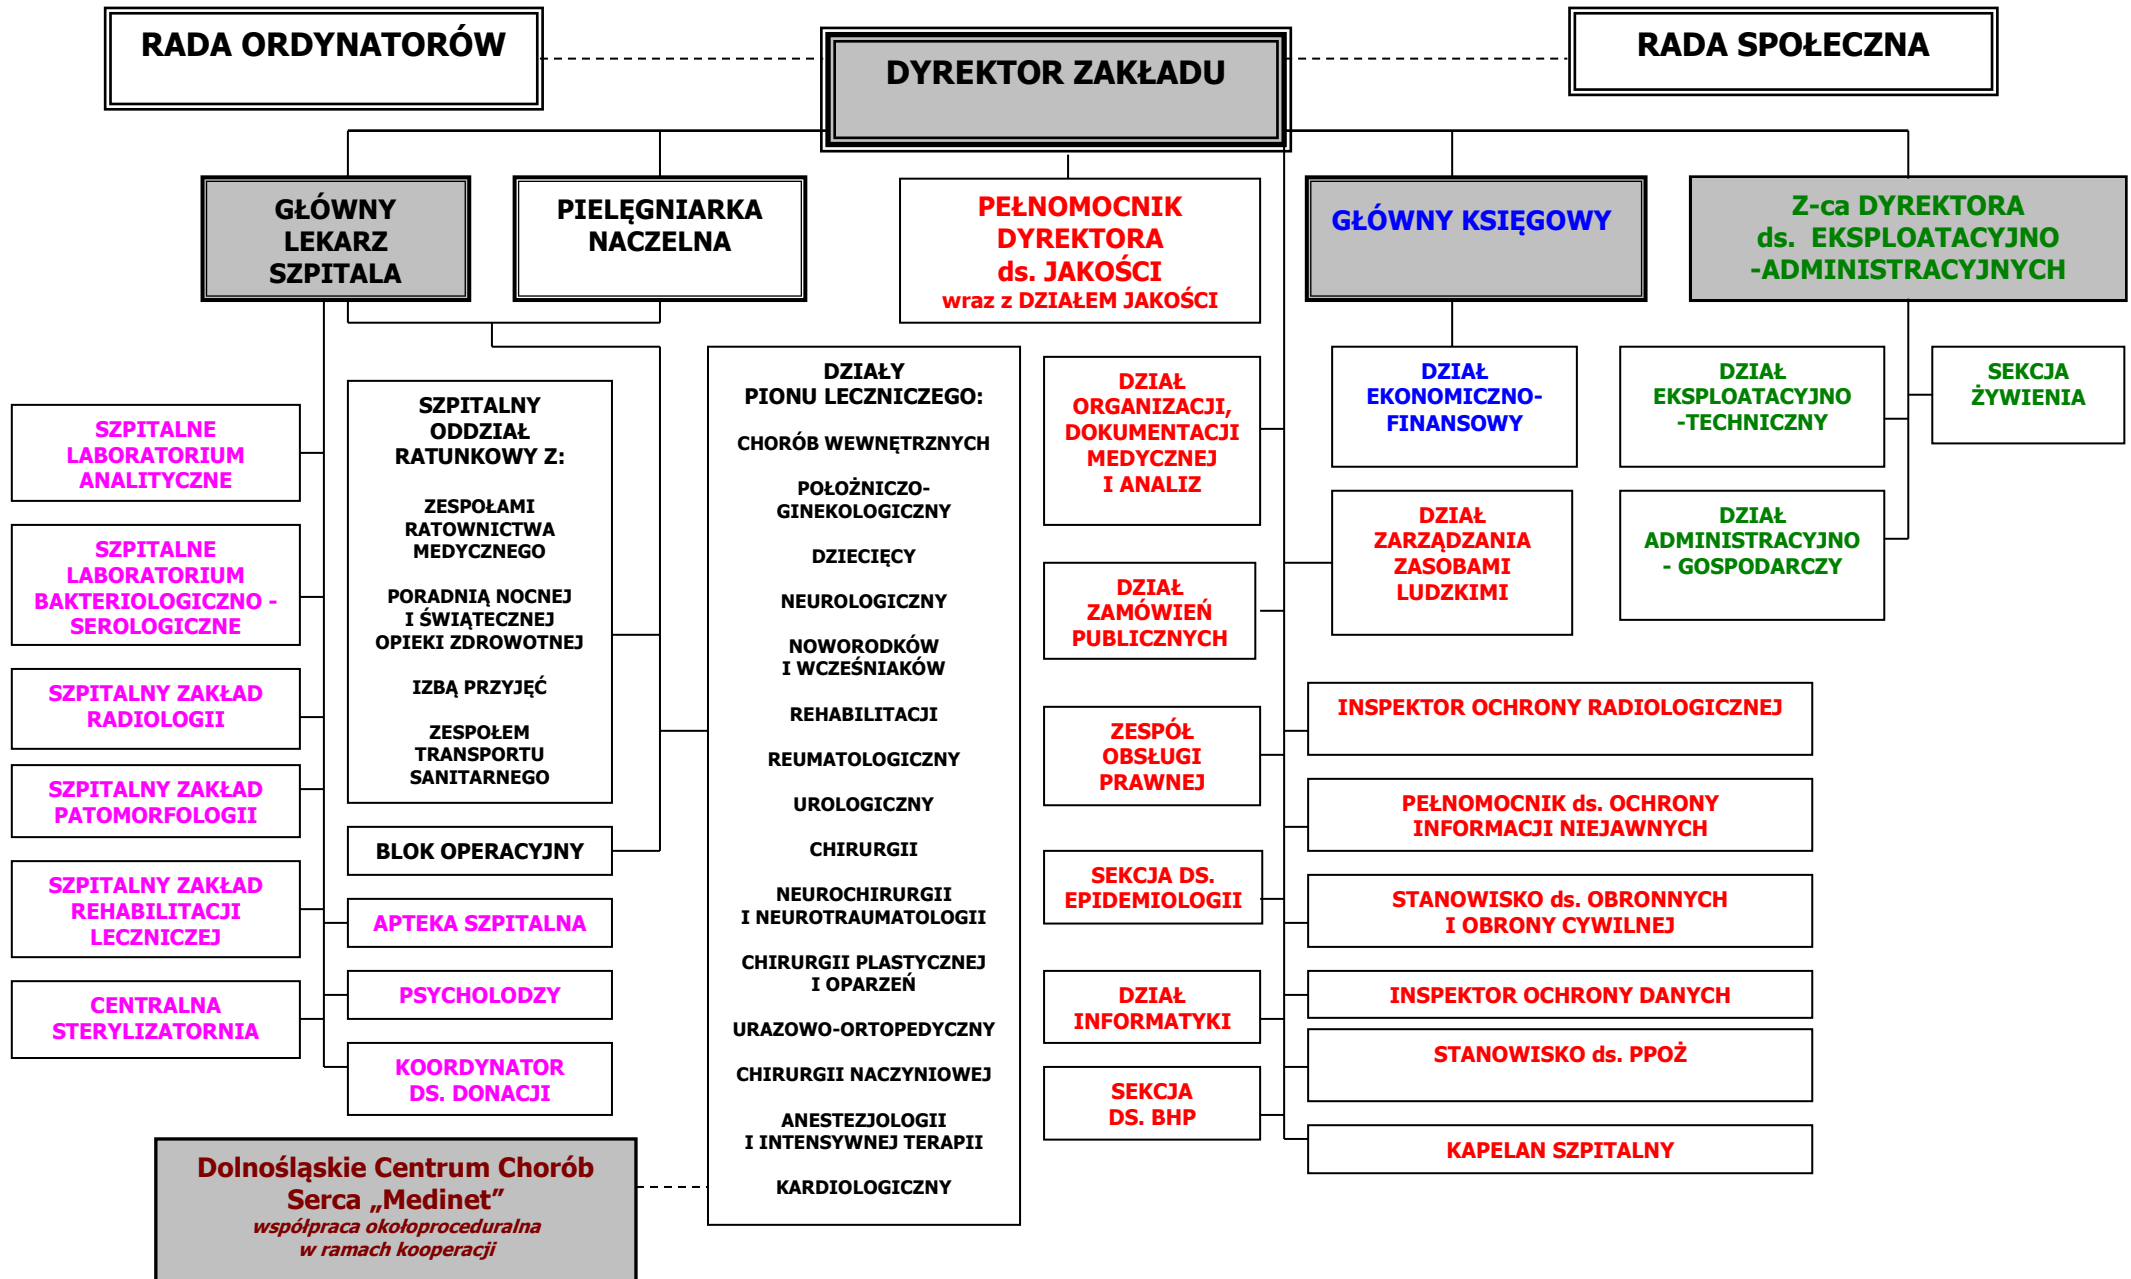 RADA ORDYNATORÓW
DYREKTOR ZAKŁADU
RADA SPOŁECZNA
GŁÓWNY
LEKARZ
SZPITALA
PIELĘGNIARKA
NACZELNA
PEŁNOMOCNIK
DYREKTORA
ds. JAKOŚCI
wraz z DZIAŁEM JAKOŚCI
GŁÓWNY KSIĘGOWY
Z-ca DYREKTORA
ds. EKSPLOATACYJNO
-ADMINISTRACYJNYCH
SZPITALNE
LABORATORIUM
ANALITYCZNE
SZPITALNE
LABORATORIUM
BAKTERIOLOGICZNO -
SEROLOGICZNE
SZPITALNY ZAKŁAD
RADIOLOGII
SZPITALNY ZAKŁAD
PATOMORFOLOGII
SZPITALNY ZAKŁAD
REHABILITACJI
LECZNICZEJ
CENTRALNA
STERYLIZATORNIA
SZPITALNY
ODDZIAŁ
RATUNKOWY Z:
ZESPOŁAMI
RATOWNICTWA
MEDYCZNEGO
PORADNIĄ NOCNEJ
I ŚWIĄTECZNEJ
OPIEKI ZDROWOTNEJ
IZBĄ PRZYJĘĆ
ZESPOŁEM
TRANSPORTU
SANITARNEGO
BLOK OPERACYJNY
APTEKA SZPITALNA
PSYCHOLODZY
KOORDYNATOR
DS. DONACJI
Dolnośląskie Centrum Chorób
Serca „Medinet”
współpraca okołoproceduralna
w ramach kooperacji
DZIAŁY
PIONU LECZNICZEGO:
CHORÓB WEWNĘTRZNYCH
POŁOŻNICZO-
GINEKOLOGICZNY
DZIECIĘCY
NEUROLOGICZNY
NOWORODKÓW
I WCZEŚNIAKÓW
REHABILITACJI
REUMATOLOGICZNY
UROLOGICZNY
CHIRURGII
NEUROCHIRURGII
I NEUROTRAUMATOLOGII
CHIRURGII PLASTYCZNEJ
I OPARZEŃ
URAZOWO-ORTOPEDYCZNY
CHIRURGII NACZYNIOWEJ
ANESTEZJOLOGII
I INTENSYWNEJ TERAPII
KARDIOLOGICZNY
DZIAŁ
ORGANIZACJI,
DOKUMENTACJI
MEDYCZNEJ
I ANALIZ
DZIAŁ
ZAMÓWIEŃ
PUBLICZNYCH
ZESPÓŁ
OBSŁUGI
PRAWNEJ
SEKCJA DS.
EPIDEMIOLOGII
DZIAŁ
INFORMATYKI
SEKCJA
DS. BHP
DZIAŁ
EKONOMICZNO-
FINANSOWY
DZIAŁ
ZARZĄDZANIA
ZASOBAMI
LUDZKIMI
DZIAŁ
EKSPLOATACYJNO
-TECHNICZNY
SEKCJA
ŻYWIENIA
DZIAŁ
ADMINISTRACYJNO
- GOSPODARCZY
INSPEKTOR OCHRONY RADIOLOGICZNEJ
PEŁNOMOCNIK ds. OCHRONY
INFORMACJI NIEJAWNYCH
STANOWISKO ds. OBRONNYCH
I OBRONY CYWILNEJ
INSPEKTOR OCHRONY DANYCH
STANOWISKO ds. PPOŻ
KAPELAN SZPITALNY